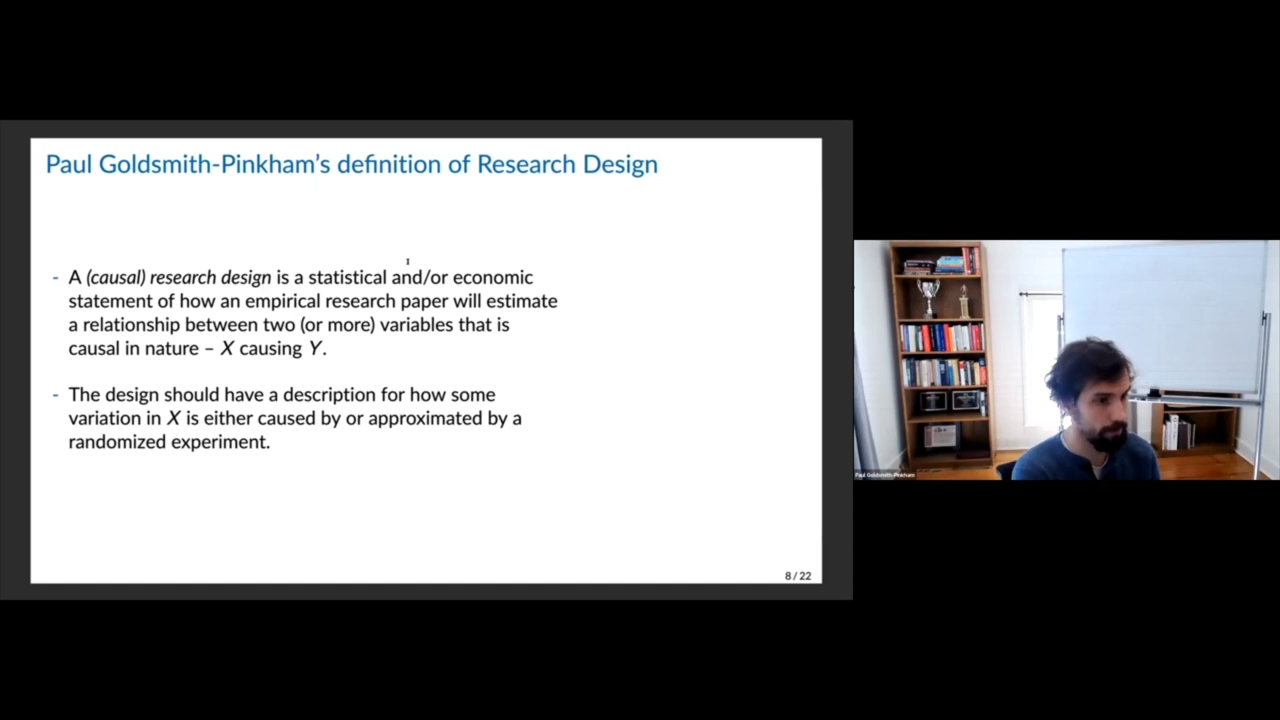 Paul Goldsmith-Pinkham's definition of Research Design
- A (causal) research design is a statistical and/or economic
statement of how an empirical research paper will estimate
a relationship between two (or more) variables that is
causal in nature – X causing Y.
- The design should have a description for how some
variation in X is either caused by or approximated by a
randomized experiment.
8 / 22
Paul Goldsmith-Pinkham